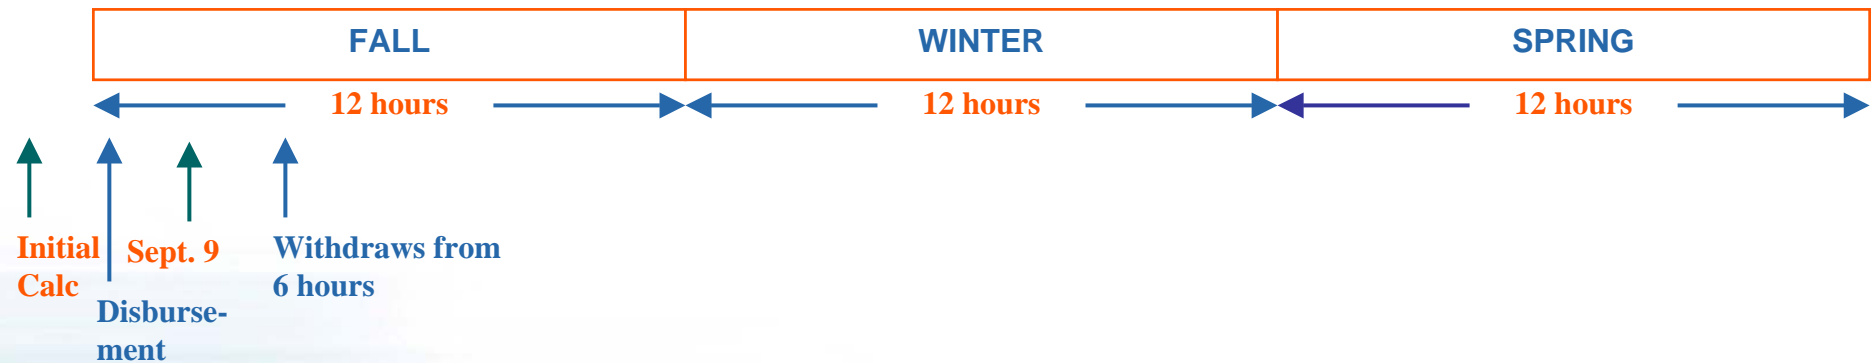 FALL WINTER SPRING
12 hours 12 hours 12 hours
Initial
Calc
Disburse-
ment
Sept. 9
Withdraws from
6 hours